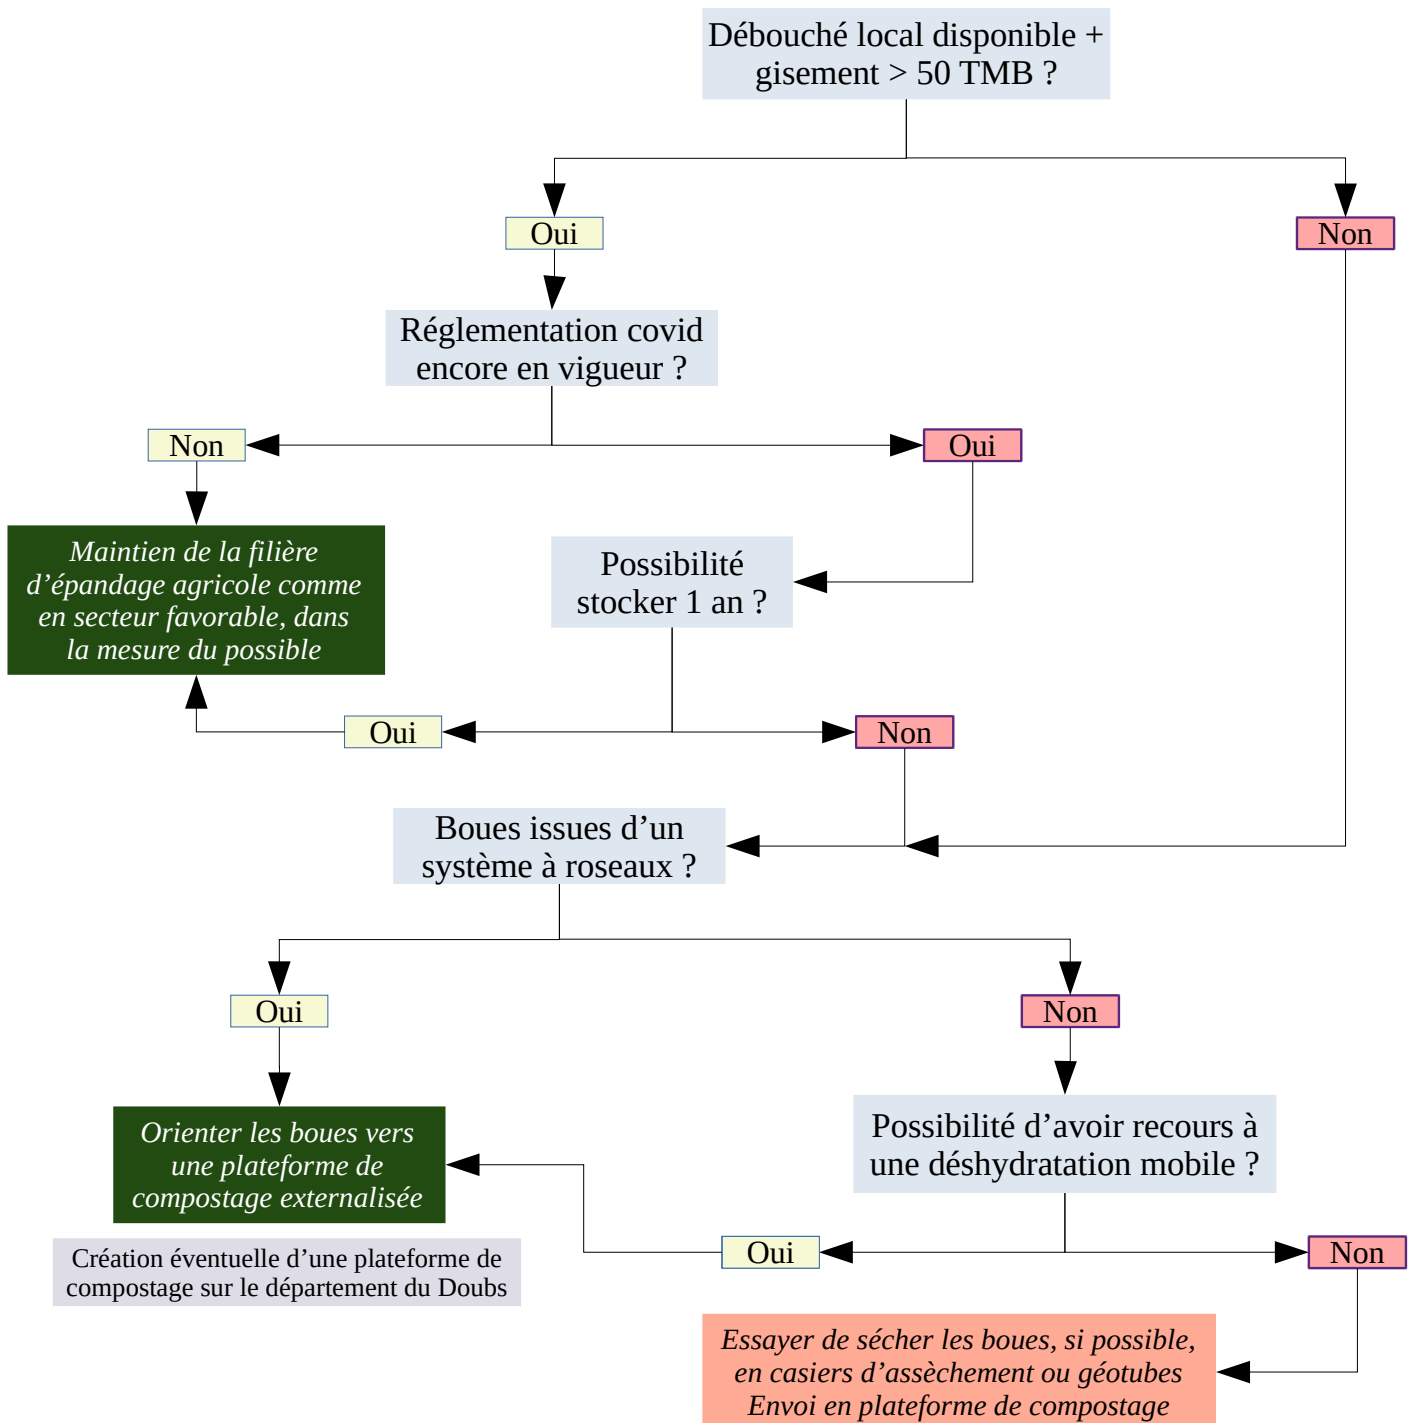 Débouché local disponible +
gisement > 50 TMB ?
Oui
Non
Réglementation covid
encore en vigueur ?
Non
Oui
Maintien de la filière
d’épandage agricole comme
en secteur favorable, dans
la mesure du possible
Possibilité
stocker 1 an ?
Oui
Non
Boues issues d’un
système à roseaux ?
Oui
Non
Orienter les boues vers
une plateforme de
compostage externalisée
Possibilité d’avoir recours à
une déshydratation mobile ?
Création éventuelle d’une plateforme de
compostage sur le département du Doubs
Oui
Non
Essayer de sécher les boues, si possible,
en casiers d’assèchement ou géotubes
Envoi en plateforme de compostage